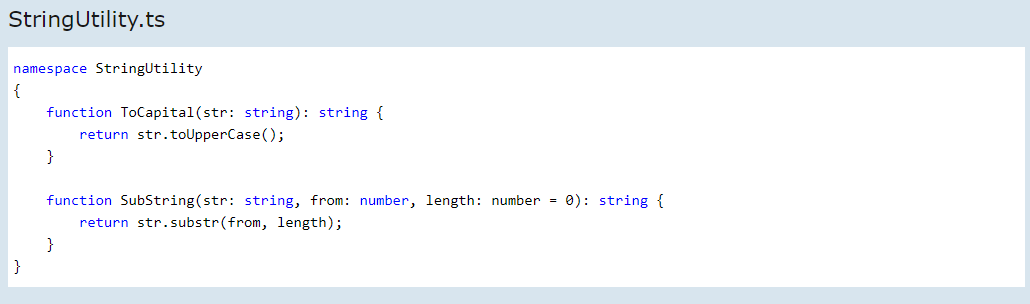 StringUtility.ts
namespace StringUtility
{
    function ToCapital(str: string): string {
        return str.toUpperCase();
    }
    function SubString(str: string, from: number, length: number = 0): string {
        return str.substr(from, length);
    }
}